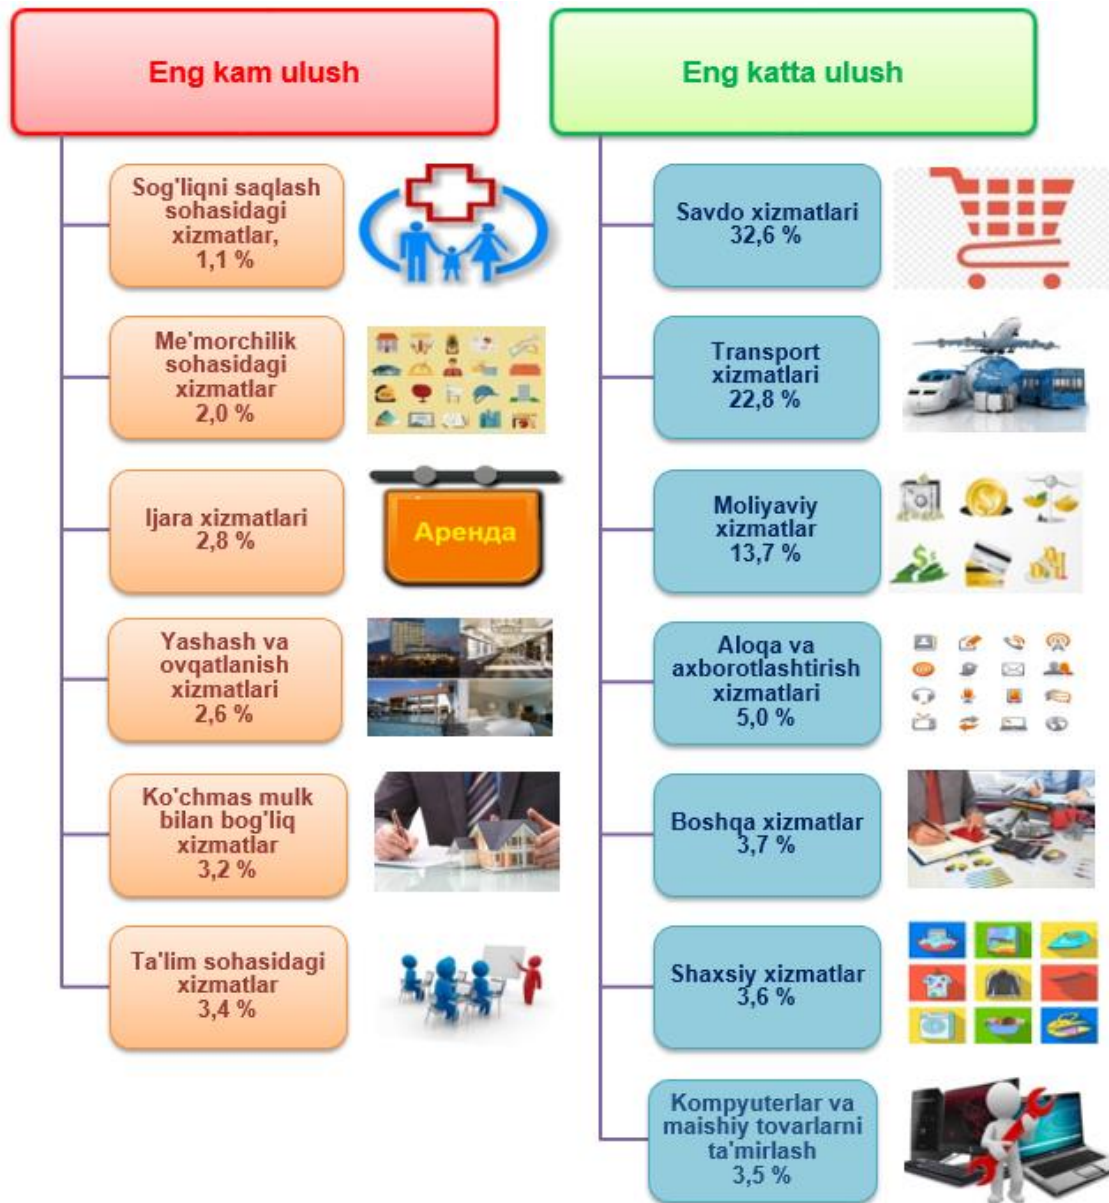 Eng kam ulush
Sog'liqni saqlash
sohasidagi
xizmatlar,
1,1 %
Me'morchilik
sohasidagi
xizmatlar
2,0 %
Ijara xizmatlari
2,8 %
Аренда
Yashash va
ovqatlanish
xizmatlari
2,6 %
Ko'chmas mulk
bilan bog'liq
xizmatlar
3,2 %
Ta'lim sohasidagi
xizmatlar
3,4 %
Eng katta ulush
Savdo xizmatlari
32,6 %
Transport
xizmatlari
22,8 %
Moliyaviy
xizmatlar
13,7 %
Aloqa va
axborotlashtirish
xizmatlari
5,0 %
Boshqa xizmatlar
3,7 %
Shaxsiy xizmatlar
3,6 %
Kompyuterlar va
maishiy tovarlarni
ta'mirlash
3,5 %